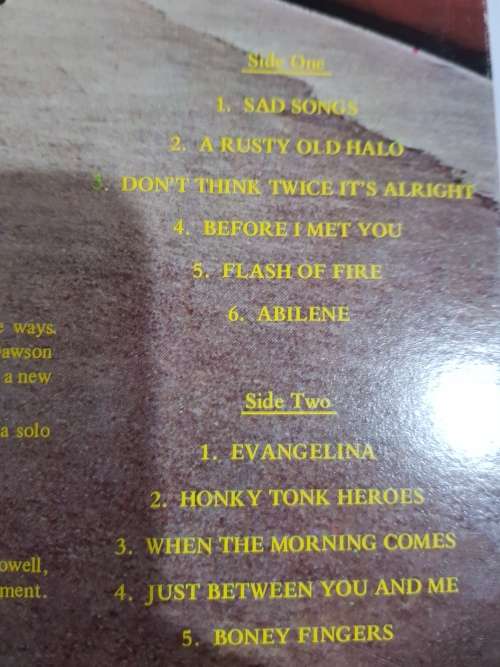 Side One
1. SAD SONGS
2. A RUSTY OLD HALO
3. DON'T THINK TWICE IT'S ALRIGHT
4. BEFORE I MET YOU
5. FLASH OF FIRE
6. ABILENE
ways.
awson
a new
a solo
Side Two
1. EVANGELINA
2. HONKY TONK HEROES
3. WHEN THE MORNING COMES
4. JUST BETWEEN YOU AND ME
5. BONEY FINGERS
owell,
ment.